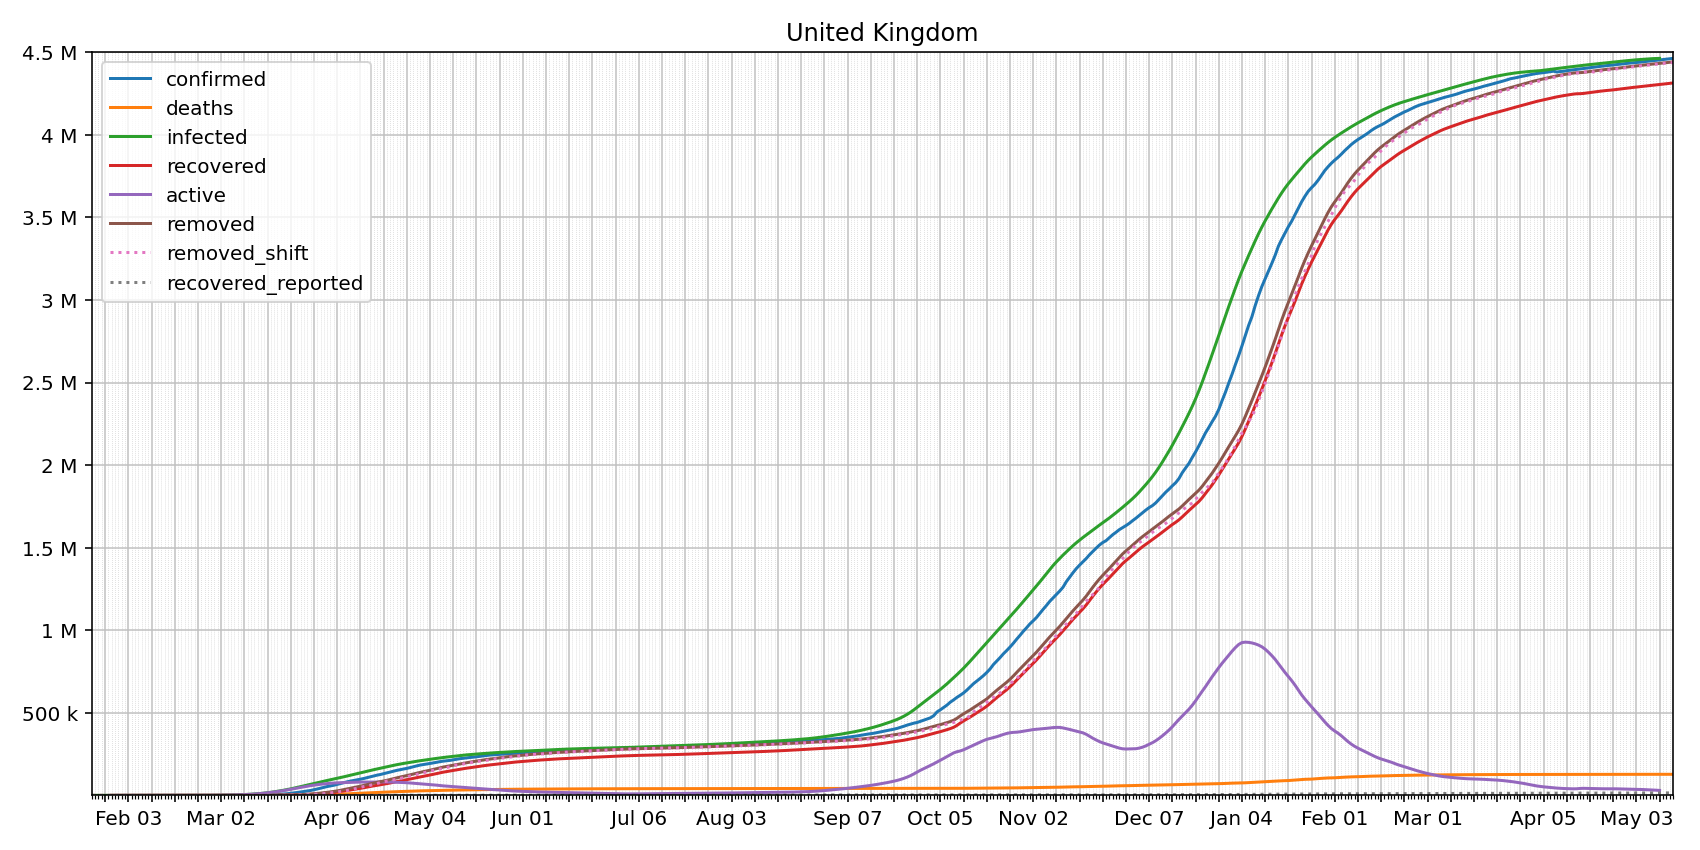 United Kingdom
4.5 M
4 M
3.5 M
3 M
2.5 M
2 M
1.5 M
1 M
500 k
confirmed
deaths
infected
recovered
active
removed
removed_shift
recovered_reported
Feb 03 Mar 02 Apr 06 May 04 Jun 01 Jul 06 Aug 03 Sep 07 Oct 05 Nov 02 Dec 07 Jan 04 Feb 01 Mar 01 Apr 05 May 03